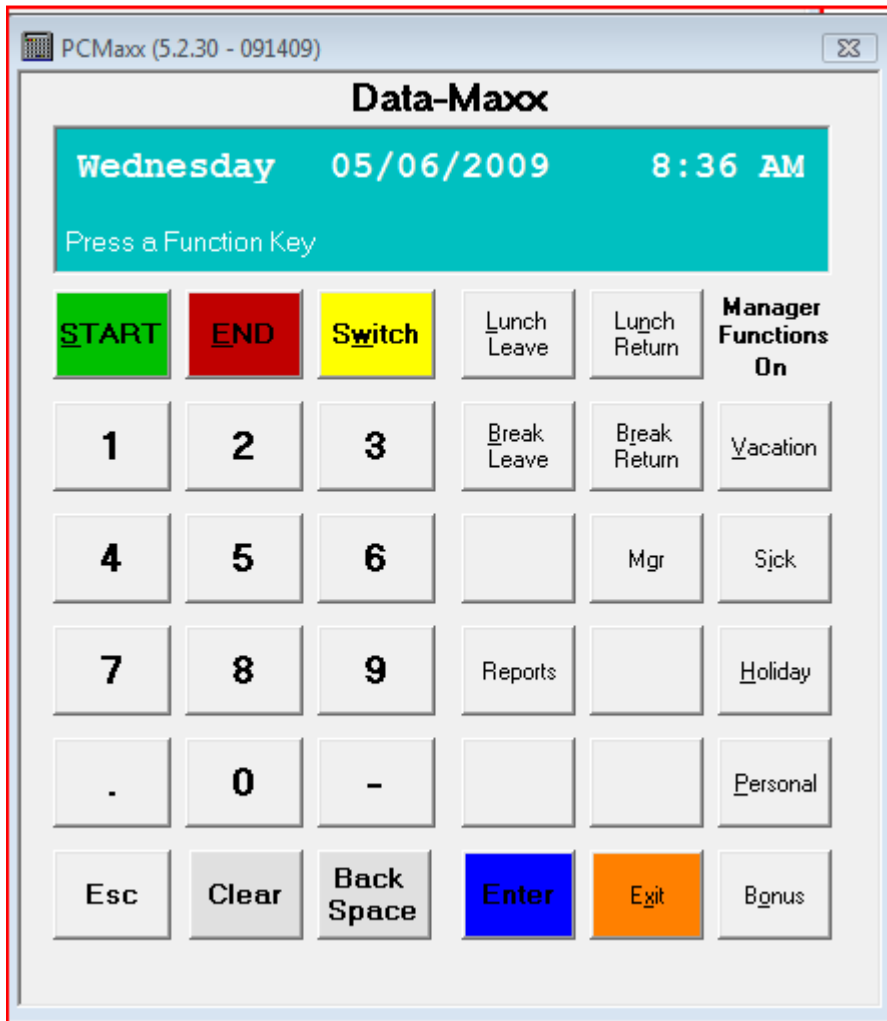 PCMaxx (5.2.30 - 091409)
Data-Maxx
Wednesday 05/06/2009 8:36 AM
Press a Function Key
START END Switch Lunch Leave Lunch Return Manager Functions On
1 2 3 Break Leave Break Return Vacation
4 5 6 Mgr Sick
7 8 9 Reports Holiday
. 0 - Personal
Esc Clear Back Space Enter Exit Bonus